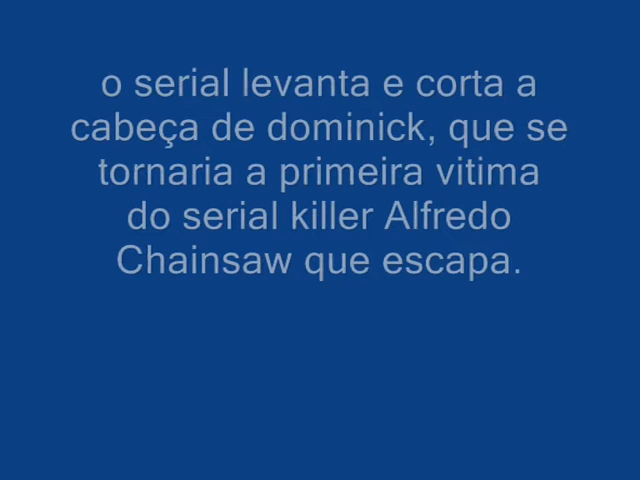 o serial levanta e corta a
cabeça de dominick, que se
tornaria a primeira vitima
do serial killer Alfredo
Chainsaw que escapa.